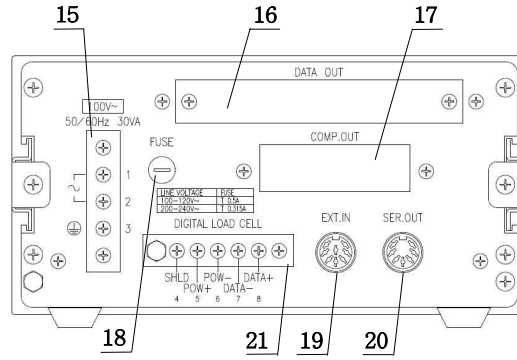 15
16
17
DATA OUT
100V~
50/60Hz 30VA
FUSE
COMP.OUT
1
2
3
LINE VOLTAGE FUSE
100-120V~ T 0.5A
200-240V~ T 0.315A
EXT.IN SER.OUT
DIGITAL LOAD CELL
SHLD POW- DATA+
POW+ DATA-
4 5 6 7 8
18 21 19 20